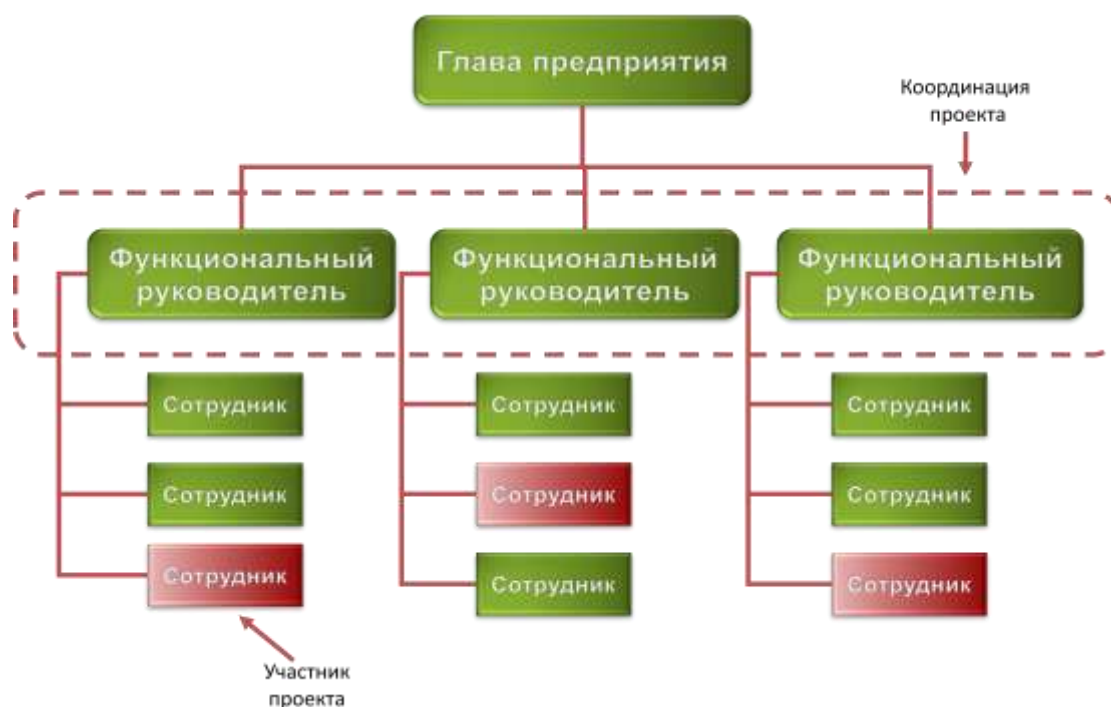 Глава предприятия
Координация
проекта
Функциональный
руководитель
Функциональный
руководитель
Функциональный
руководитель
Сотрудник
Сотрудник
Сотрудник
Сотрудник
Сотрудник
Сотрудник
Сотрудник
Сотрудник
Сотрудник
Участник
проекта